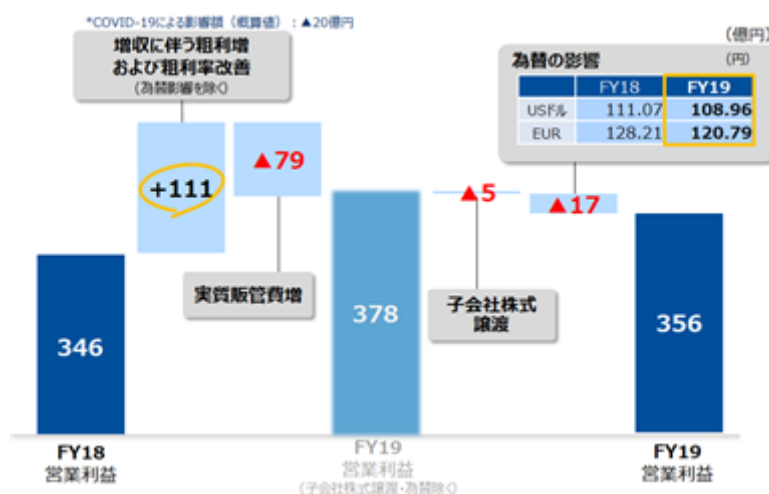 *COVID-19による影響額（概算値）：▲20億円
増収に伴う粗利増
および粗利率改善
(為替影響を除く)
(億円)
為替の影響
(円)
FY18 FY19
USドル 111.07 108.96
EUR 128.21 120.79
+111
▲79
▲5
▲17
実質販管費増
子会社株式
譲渡
346
378
356
FY18
営業利益
FY19
営業利益
(子会社株式譲渡・為替除く)
FY19
営業利益